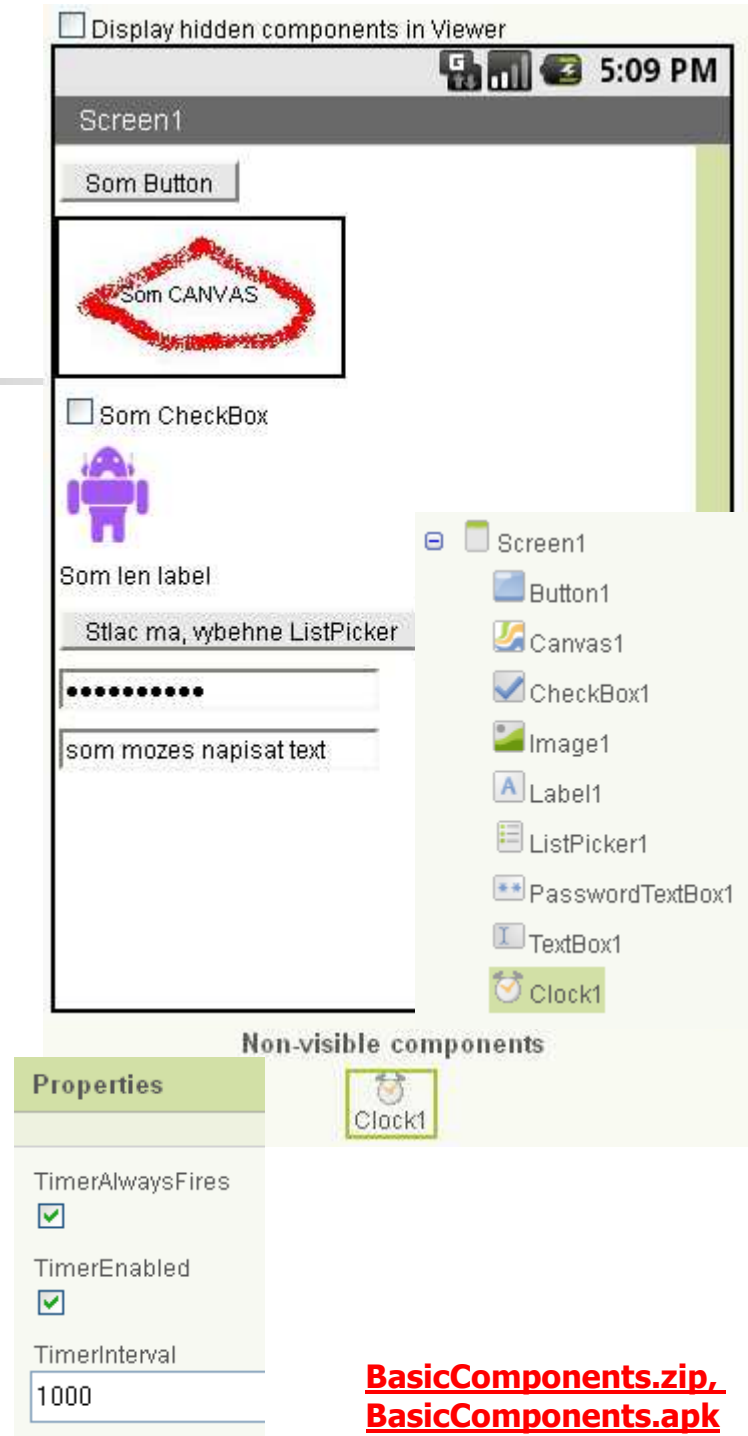 Display hidden components in Viewer
5:09 PM
Screen1
Som Button
Som CANVAS
Som CheckBox
Som len label
Stlac ma, vybehne ListPicker
••••••••••
som mozes napisat text
Screen1
Button1
Canvas1
CheckBox1
Image1
Label1
ListPicker1
PasswordTextBox1
TextBox1
Clock1
Non-visible components
Clock1
Properties
TimerAlwaysFires
TimerEnabled
TimerInterval
1000
BasicComponents.zip,
BasicComponents.apk